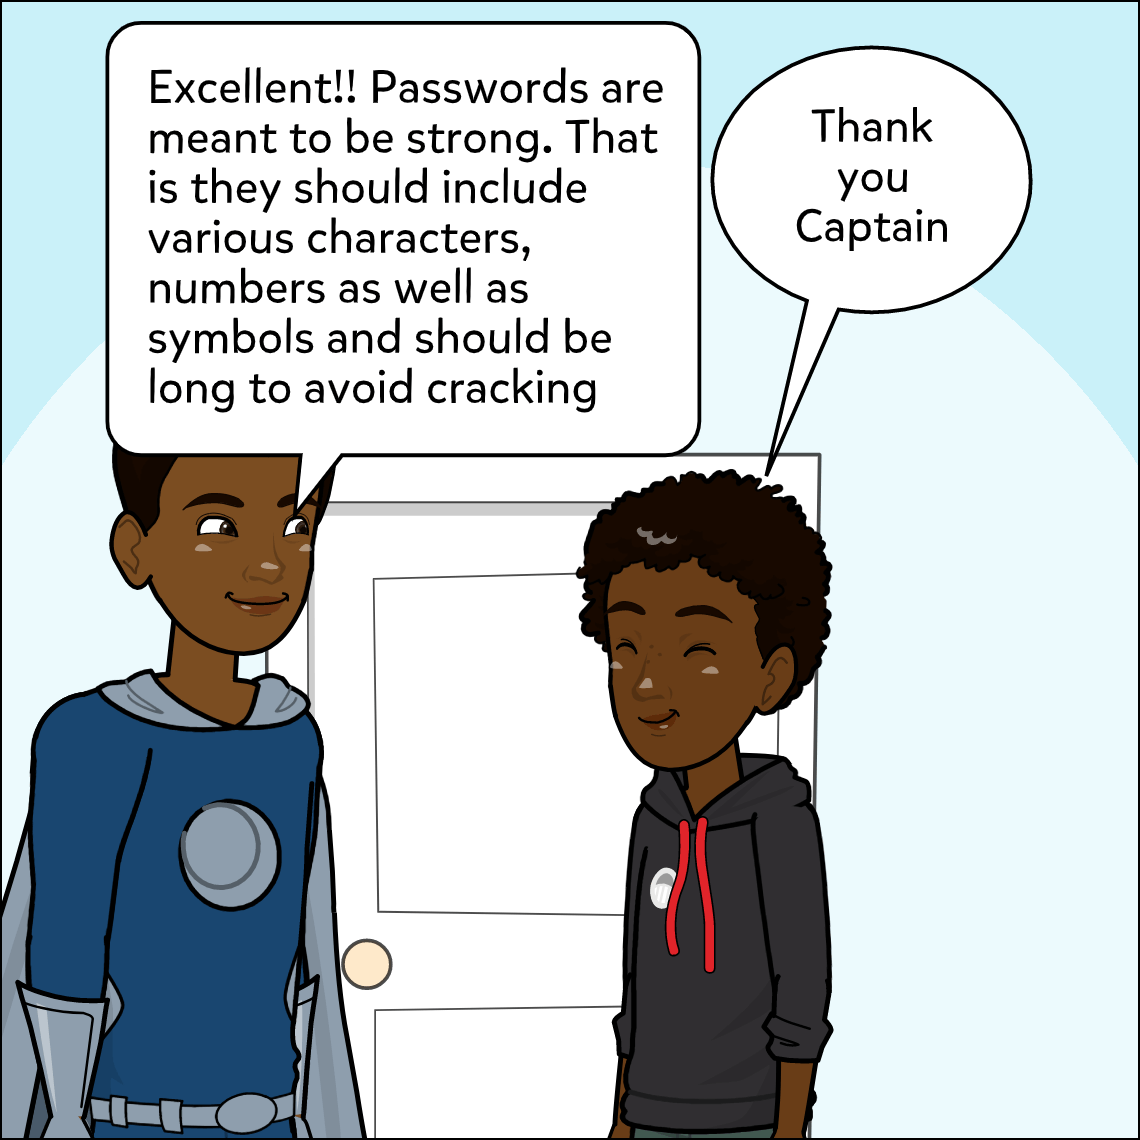 Excellent!! Passwords are
meant to be strong. That
is they should include
various characters,
numbers as well as
symbols and should be
long to avoid cracking
Thank
you
Captain